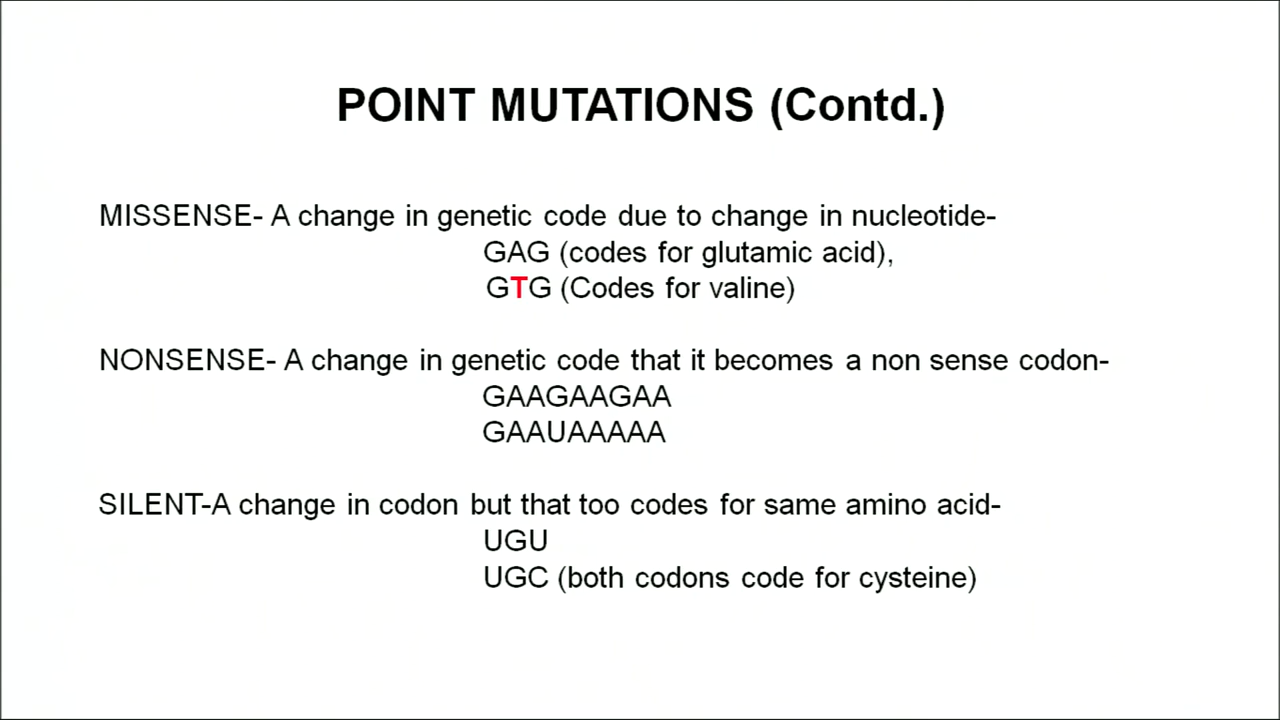 POINT MUTATIONS (Contd.)
MISSENSE- A change in genetic code due to change in nucleotide-
GAG (codes for glutamic acid),
GTG (Codes for valine)
NONSENSE- A change in genetic code that it becomes a non sense codon-
GAAGAAGAA
GAAUAAAAA
SILENT-A change in codon but that too codes for same amino acid-
UGU
UGC (both codons code for cysteine)